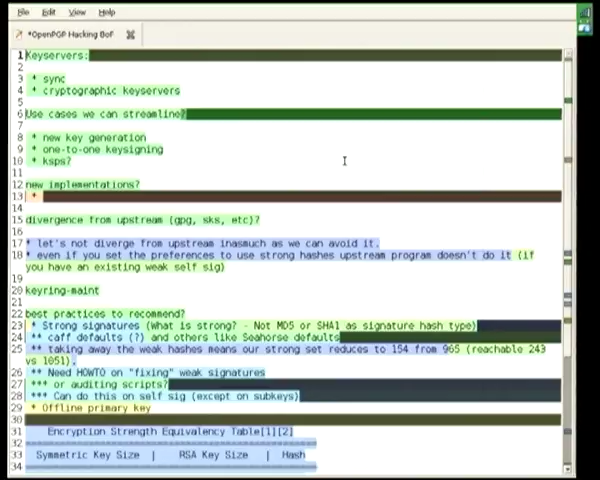 File Edit View Help
*OpenPGP Hacking BoF
1 Keyservers:
2
3 * sync
4 * cryptographic keyservers
5
6 Use cases we can streamline?
7
8 * new key generation
9 * one-to-one keysigning
10 * ksps?
11
12 new implementations?
13 *
14
15 divergence from upstream (gpg, sks, etc)?
16
17 * let's not diverge from upstream inasmuch as we can avoid it.
18 * even if you set the preferences to use strong hashes upstream program doesn't do it (if
you have an existing weak self sig)
19
20 keyring-maint
21
22 best practices to recommend?
23 * Strong signatures (What is strong? - Not MD5 or SHA1 as signature hash type)
24 ** caff defaults (?) and others like Seahorse defaults
25 ** taking away the weak hashes means our strong set reduces to 154 from 965 (reachable 243
vs 1051).
26 ** Need HOWTO on "fixing" weak signatures
27 *** or auditing scripts?
28 *** Can do this on self sig (except on subkeys)
29 * Offline primary key
30
31 Encryption Strength Equivalency Table[1][2]
32 ================================================
33 Symmetric Key Size | RSA Key Size | Hash
34 ================================================